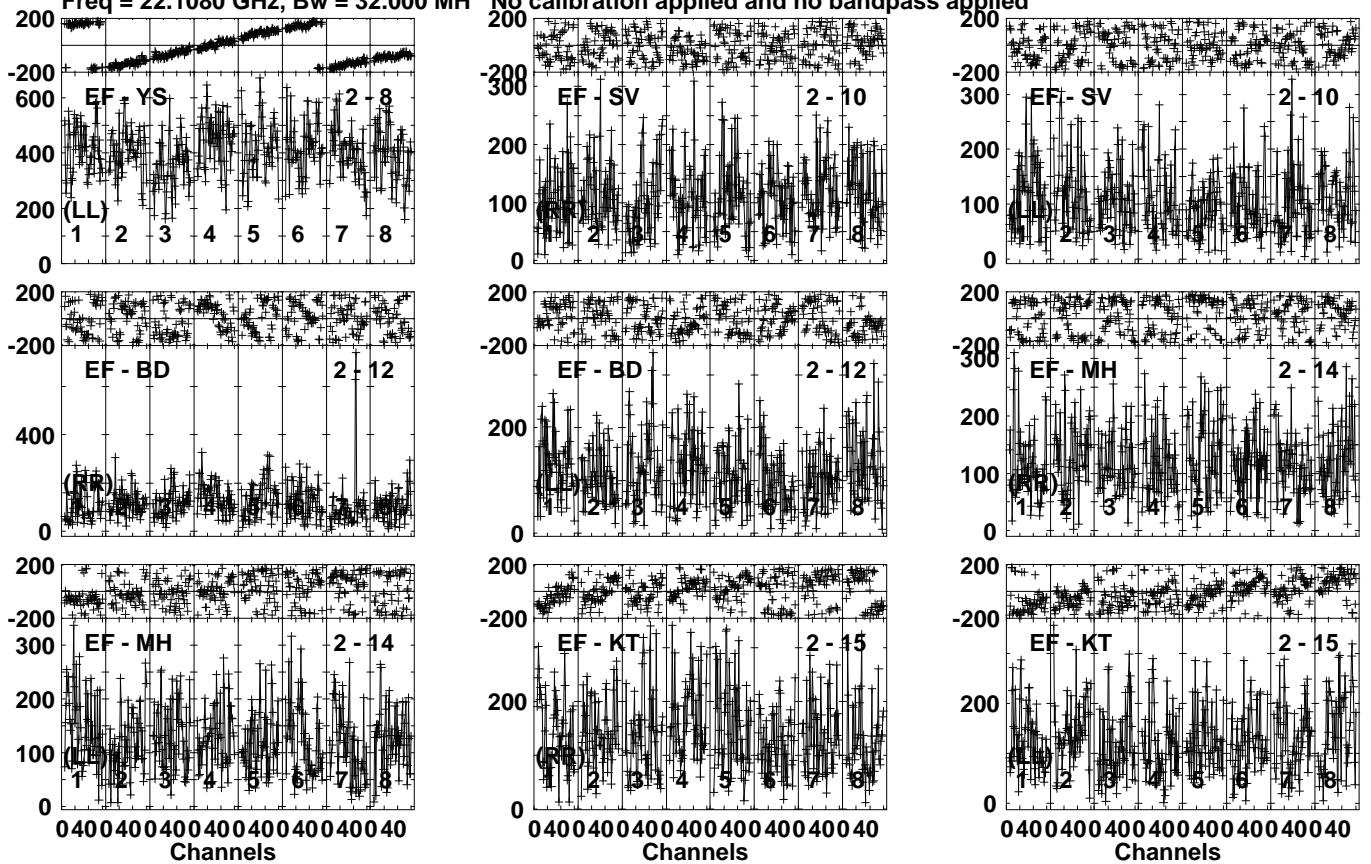 Freq = 22.1080 GHz, Bw = 32.000 MH No calibration applied and no bandpass applied
200
-200
EF - YS 2 - 8
600
400
200
0
(LL)
1 2 3 4 5 6 7 8
200
-200
EF - SV 2 - 10
300
200
100
0
(RR)
1 2 3 4 5 6 7 8
200
-200
EF - SV 2 - 10
300
200
100
0
(LL)
1 2 3 4 5 6 7 8
200
-200
EF - BD 2 - 12
400
0
(RR)
1 2 3 4 5 6 7 8
200
-200
EF - BD 2 - 12
200
0
(LL)
1 2 3 4 5 6 7 8
200
-200
EF - MH 2 - 14
300
200
100
0
(RR)
1 2 3 4 5 6 7 8
200
-200
EF - MH 2 - 14
300
200
100
0
(LL)
1 2 3 4 5 6 7 8
0 40 0 40 0 40 0 40 0 40 0 40 0 40 0 40
Channels
200
-200
EF - KT 2 - 15
200
0
(RR)
1 2 3 4 5 6 7 8
0 40 0 40 0 40 0 40 0 40 0 40 0 40 0 40
Channels
200
-200
EF - KT 2 - 15
200
100
0
(LL)
1 2 3 4 5 6 7 8
0 40 0 40 0 40 0 40 0 40 0 40 0 40 0 40
Channels